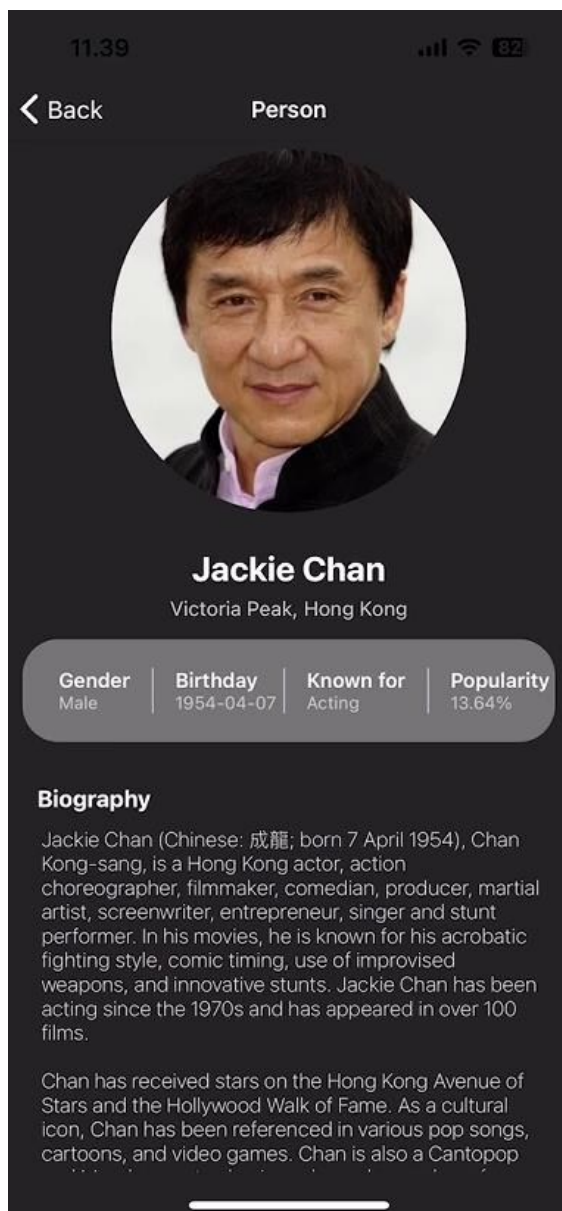 11.39
82
Back
Person
Jackie Chan
Victoria Peak, Hong Kong
Gender Birthday Known for Popularity
Male 1954-04-07 Acting 13.64%
Biography
Jackie Chan (Chinese: 成龍; born 7 April 1954), Chan
Kong-sang, is a Hong Kong actor, action
choreographer, filmmaker, comedian, producer, martial
artist, screenwriter, entrepreneur, singer and stunt
performer. In his movies, he is known for his acrobatic
fighting style, comic timing, use of improvised
weapons, and innovative stunts. Jackie Chan has been
acting since the 1970s and has appeared in over 100
films.
Chan has received stars on the Hong Kong Avenue of
Stars and the Hollywood Walk of Fame. As a cultural
icon, Chan has been referenced in various pop songs,
cartoons, and video games. Chan is also a Cantopop